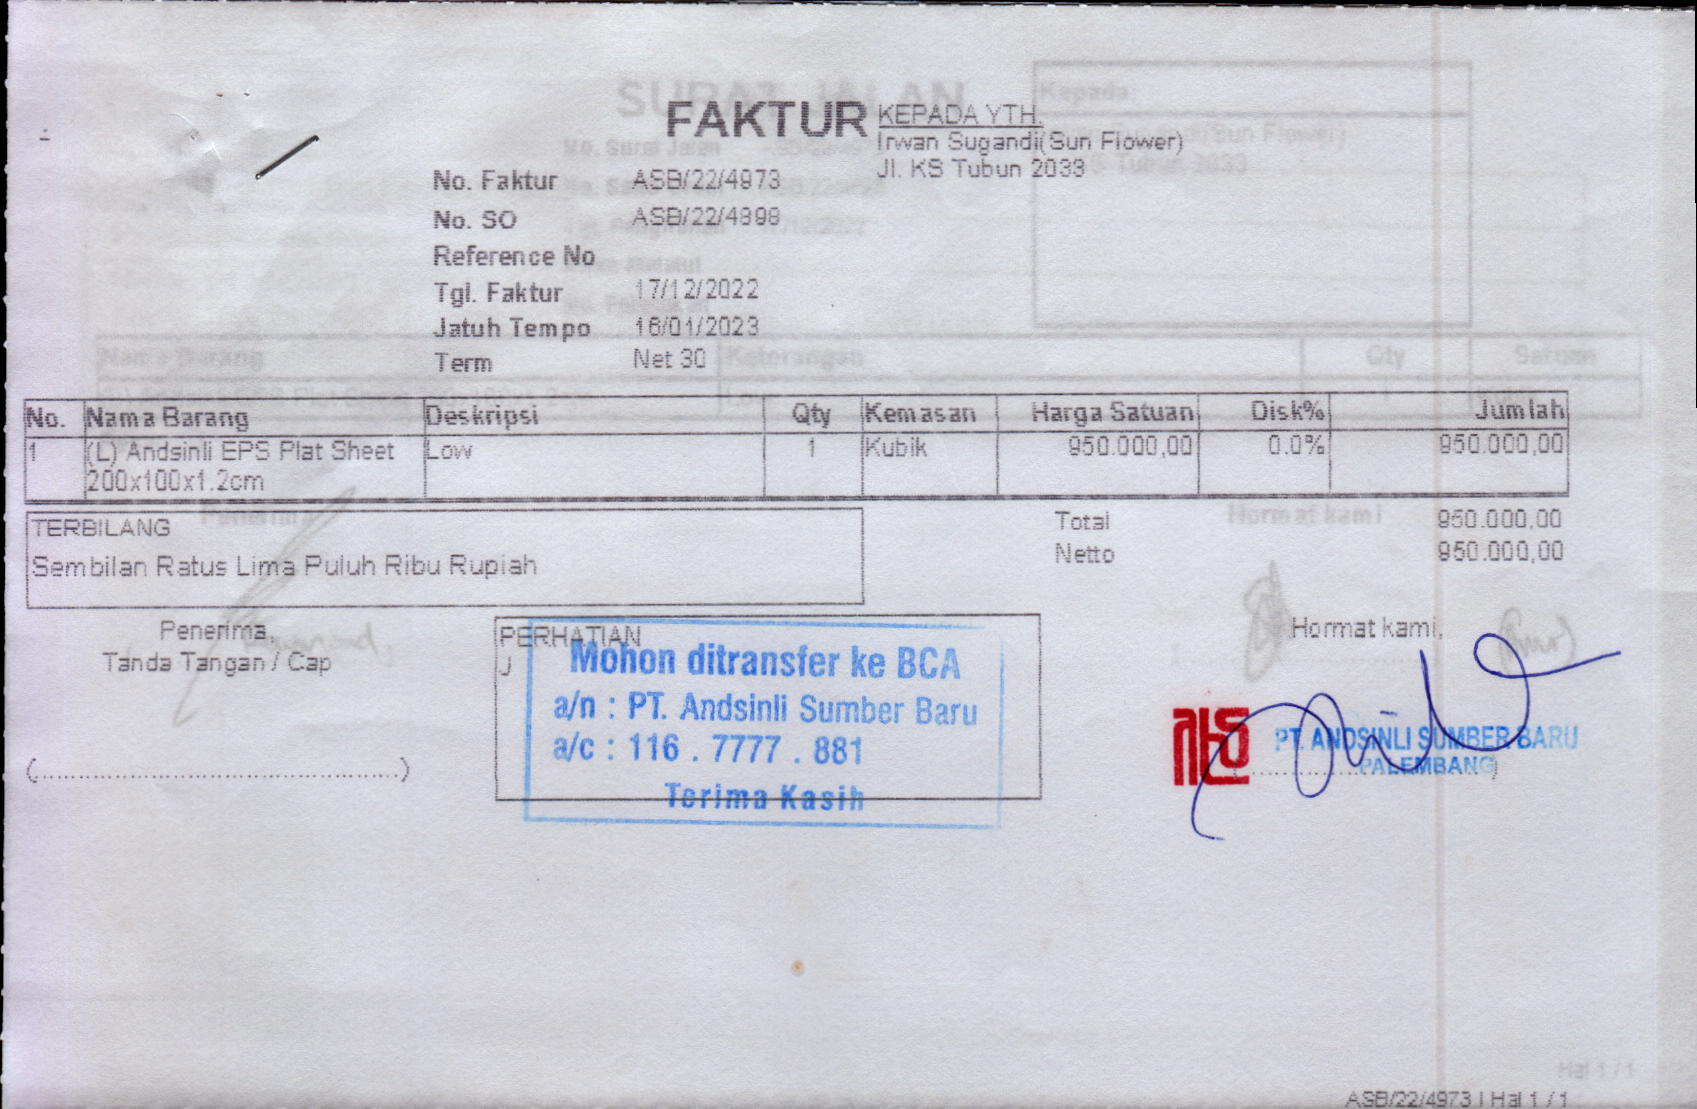 FAKTUR
KEPADA YTH.
Irwan Sugandi(Sun Flower)
Jl. KS Tubun 2033
No. Faktur ASB/22/4973
No. SO ASB/22/4898
Reference No
Tgl. Faktur 17/12/2022
Jatuh Tempo 16/01/2023
Term Net 30
No. Nama Barang Deskripsi Qty Kemasan Harga Satuan Disk% Jumlah
1 (L) Andsinli EPS Plat Sheet Low 1 Kubik 950.000,00 0.0% 950.000,00
200x100x1.2cm
TERBILANG
Sembilan Ratus Lima Puluh Ribu Rupiah
Total 950.000,00
Netto 950.000,00
Penerima,
Tanda Tangan / Cap
PERHATIAN
J
Mohon ditransfer ke BCA
a/n : PT. Andsinli Sumber Baru
a/c : 116 . 7777 . 881
Terima Kasih
Hormat kami,
PT. ANDSINLI SUMBER BARU
PALEMBANG
ASB/22/4973 | Hal 1 / 1